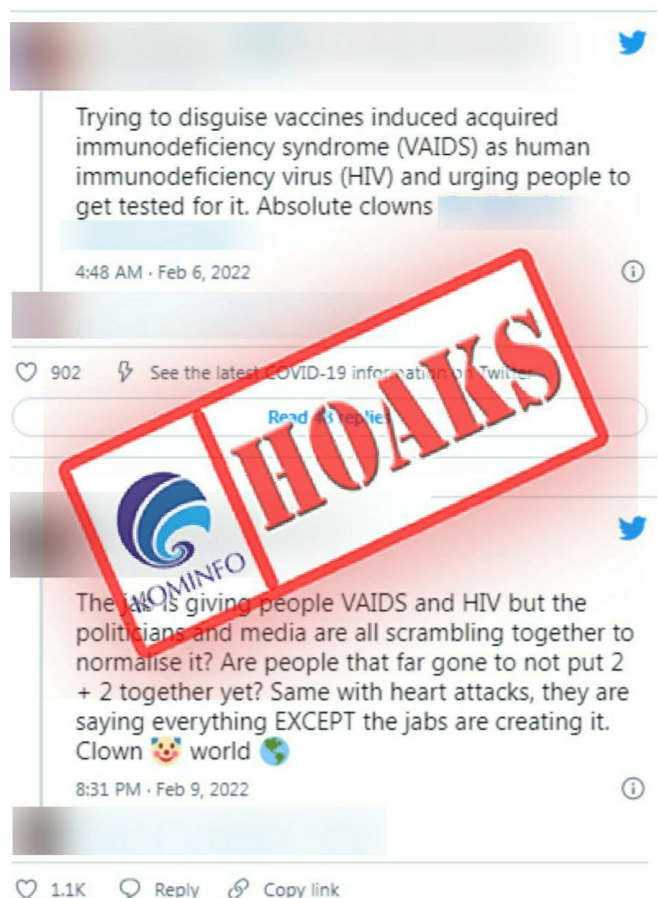 Trying to disguise vaccines induced acquired
immunodeficiency syndrome (VAIDS) as human
immunodeficiency virus (HIV) and urging people to
get tested for it. Absolute clowns
4:48 AM · Feb 6, 2022
902 See the latest COVID-19 information on Twitter
Read 43 replies
HOAKS
KOMINFO
The jab is giving people VAIDS and HIV but the
politicians and media are all scrambling together to
normalise it? Are people that far gone to not put 2
+ 2 together yet? Same with heart attacks, they are
saying everything EXCEPT the jabs are creating it.
Clown 🤡 world 🌎
8:31 PM · Feb 9, 2022
1.1K Reply Copy link